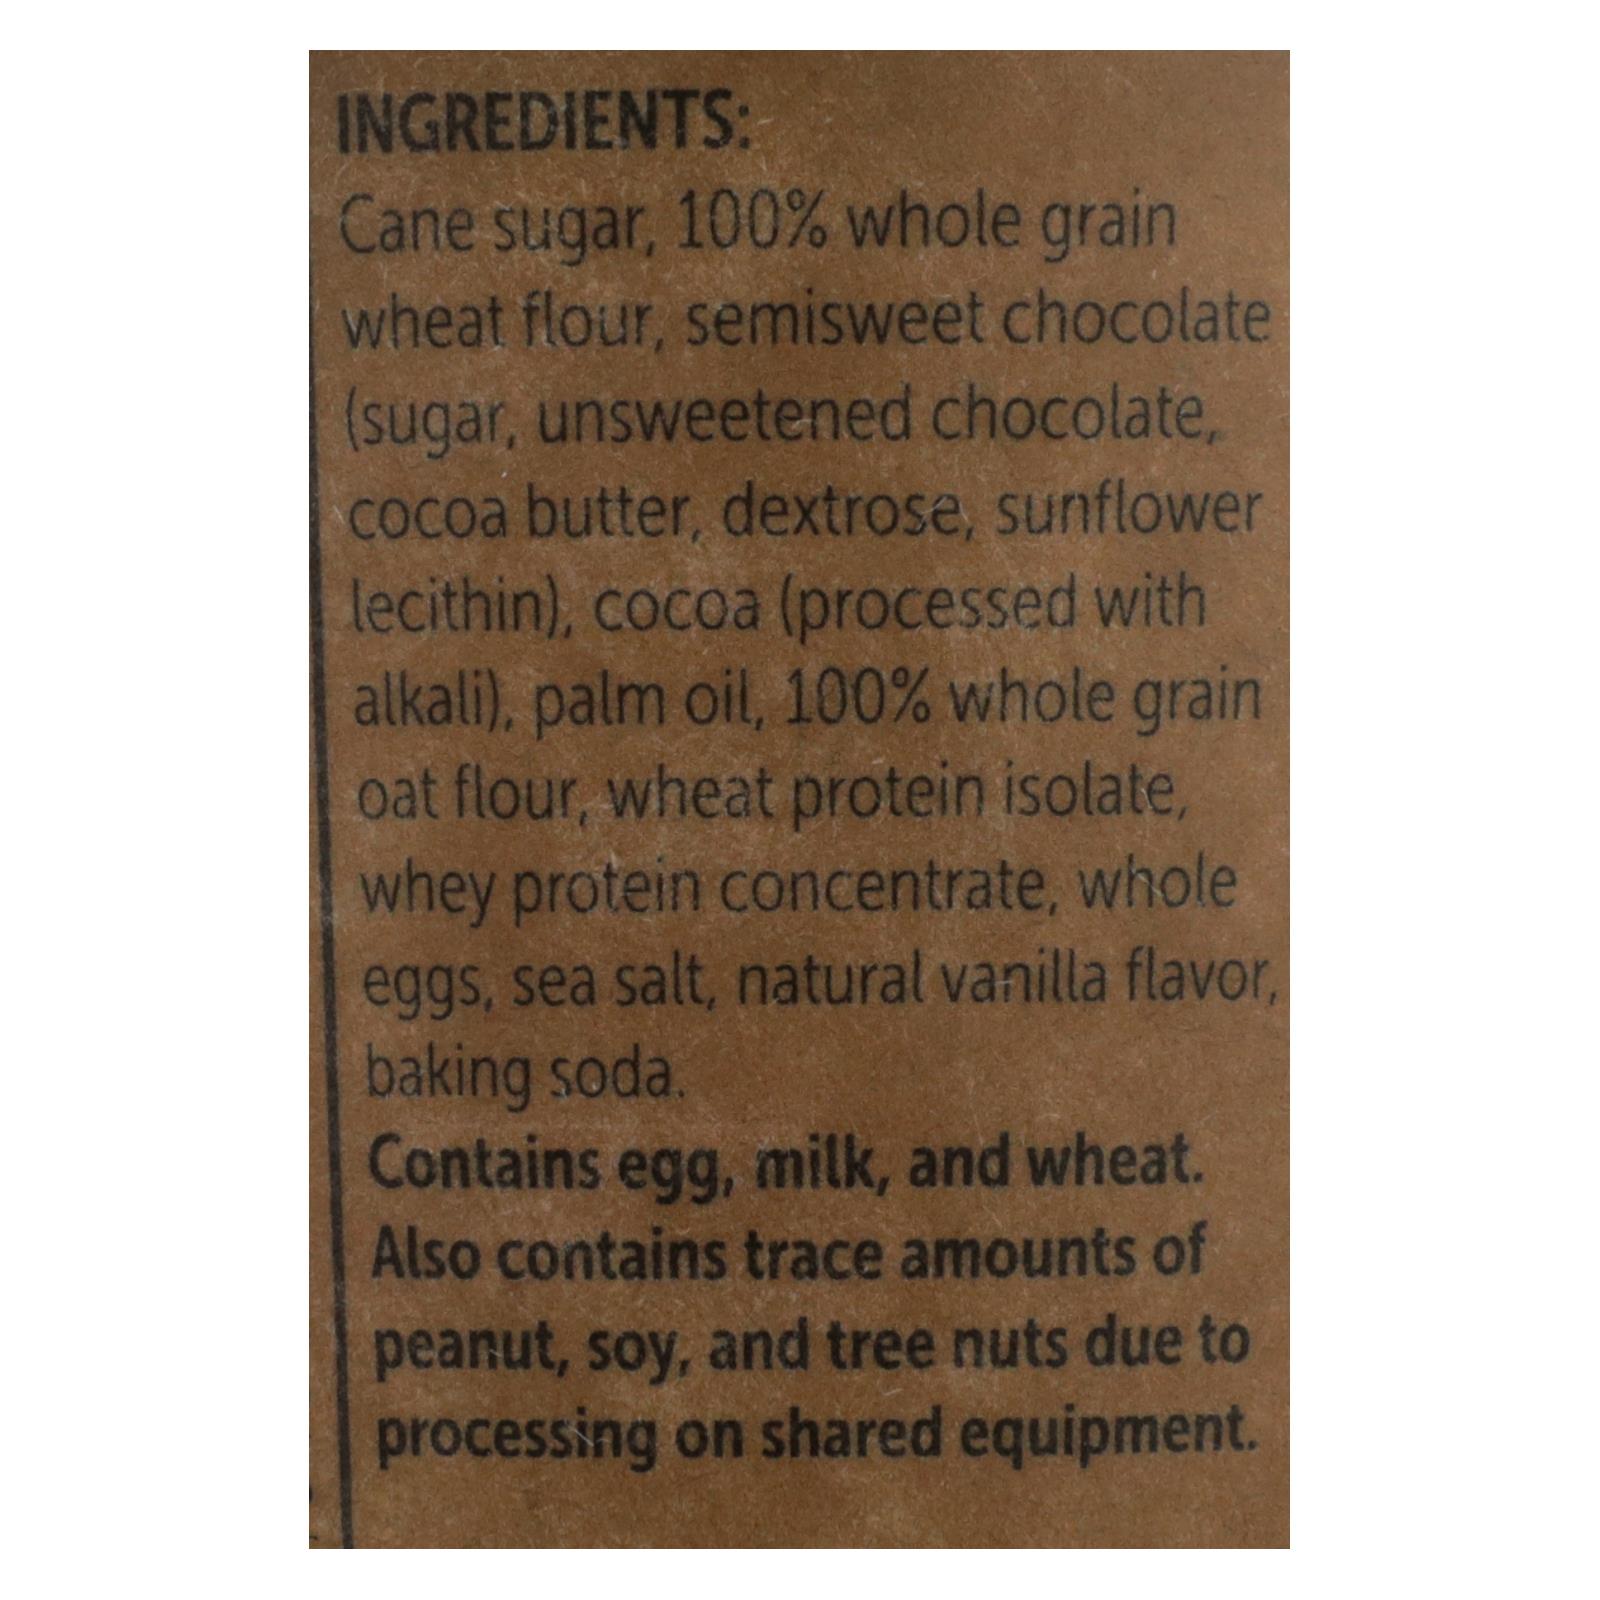 INGREDIENTS:
Cane sugar, 100% whole grain
wheat flour, semisweet chocolate
(sugar, unsweetened chocolate,
cocoa butter, dextrose, sunflower
lecithin), cocoa (processed with
alkali), palm oil, 100% whole grain
oat flour, wheat protein isolate,
whey protein concentrate, whole
eggs, sea salt, natural vanilla flavor,
baking soda.
Contains egg, milk, and wheat.
Also contains trace amounts of
peanut, soy, and tree nuts due to
processing on shared equipment.